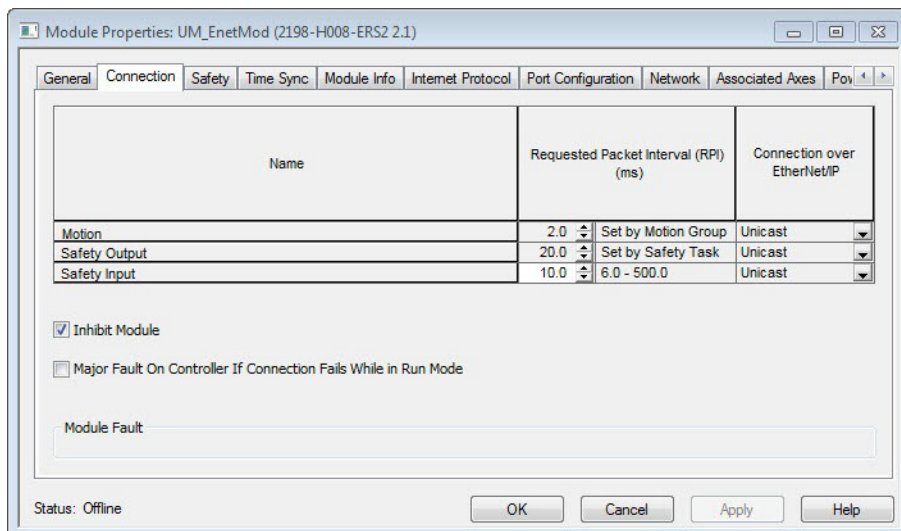 Module Properties: UM_EnetMod (2198-H008-ERS2 2.1)
General Connection Safety Time Sync Module Info Internet Protocol Port Configuration Network Associated Axes Pov
Name
Requested Packet Interval (RPI)
(ms)
Connection over
EtherNet/IP
Motion 2.0 Set by Motion Group Unicast
Safety Output 20.0 Set by Safety Task Unicast
Safety Input 10.0 6.0 - 500.0 Unicast
Inhibit Module
Major Fault On Controller If Connection Fails While in Run Mode
Module Fault
Status: Offline OK Cancel Apply Help